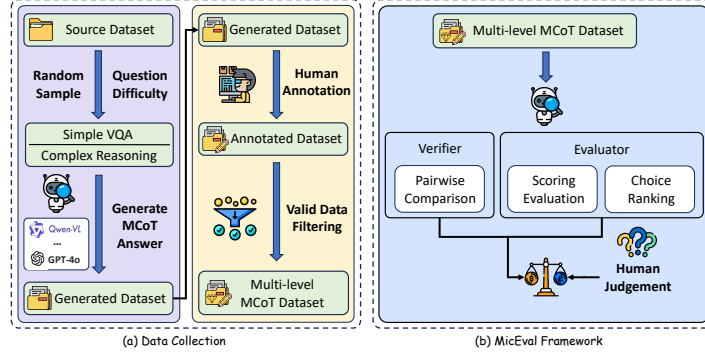 Source Dataset
Random
Sample
Question
Difficulty
Simple VQA
Complex Reasoning
Generate
MCoT
Answer
Qwen-VL
...
GPT-4o
Generated Dataset
Generated Dataset
Human
Annotation
Annotated Dataset
Valid Data
Filtering
Multi-level
MCoT Dataset
(a) Data Collection
Multi-level MCoT Dataset
Verifier
Pairwise
Comparison
Evaluator
Scoring
Evaluation
Choice
Ranking
Human
Judgement
(b) MicEval Framework